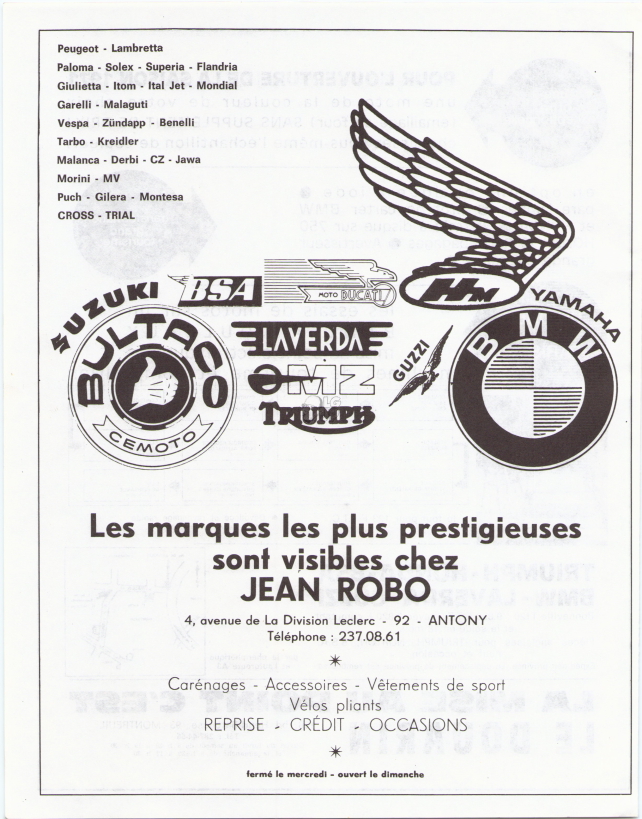 Peugeot - Lambretta
Paloma - Solex - Superia - Flandria
Giulietta - Itom - Ital Jet - Mondial
Garelli - Malaguti
Vespa - Zündapp - Benelli
Tarbo - Kreidler
Malanca - Derbi - CZ - Jawa
Morini - MV
Puch - Gilera - Montesa
CROSS - TRIAL
SUZUKI
BSA
MOTO DUCATI
HM
YAMAHA
BULTACO
CEMOTO
LAVERDA
MZ
TRIUMPH
GUZZI
BMW
Les marques les plus prestigieuses
sont visibles chez
JEAN ROBO
4, avenue de La Division Leclerc - 92 - ANTONY
Téléphone : 237.08.61
Carénages - Accessoires - Vêtements de sport
Vélos pliants
REPRISE - CRÉDIT - OCCASIONS
fermé le mercredi - ouvert le dimanche